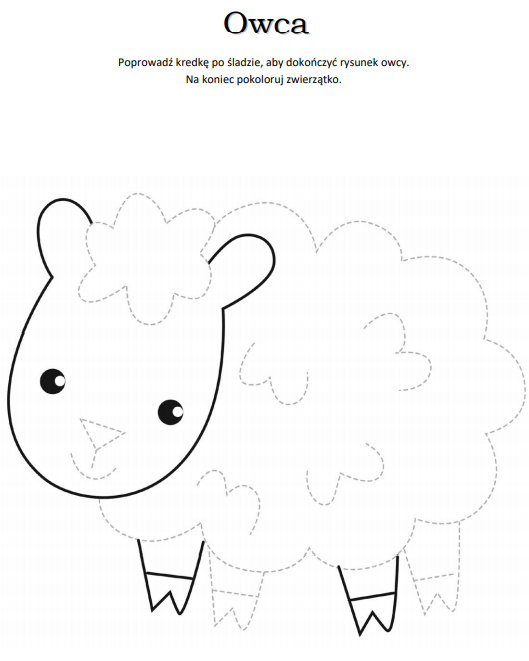 Owca
Poprowadź kredkę po śladzie, aby dokończyć rysunek owcy.
Na koniec pokoloruj zwierzątko.